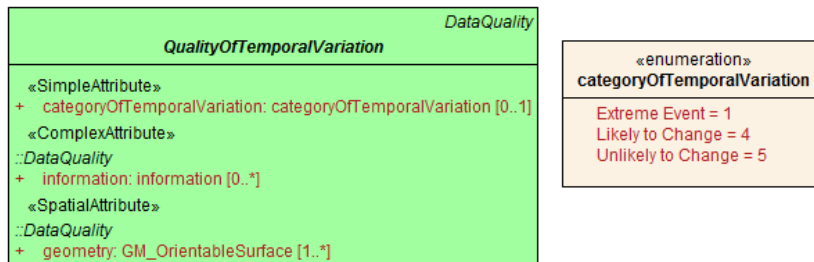 DataQuality
QualityOfTemporalVariation
«SimpleAttribute»
+ categoryOfTemporalVariation: categoryOfTemporalVariation [0..1]
«ComplexAttribute»
::DataQuality
+ information: information [0..*]
«SpatialAttribute»
::DataQuality
+ geometry: GM_OrientableSurface [1..*]
«enumeration»
categoryOfTemporalVariation
Extreme Event = 1
Likely to Change = 4
Unlikely to Change = 5